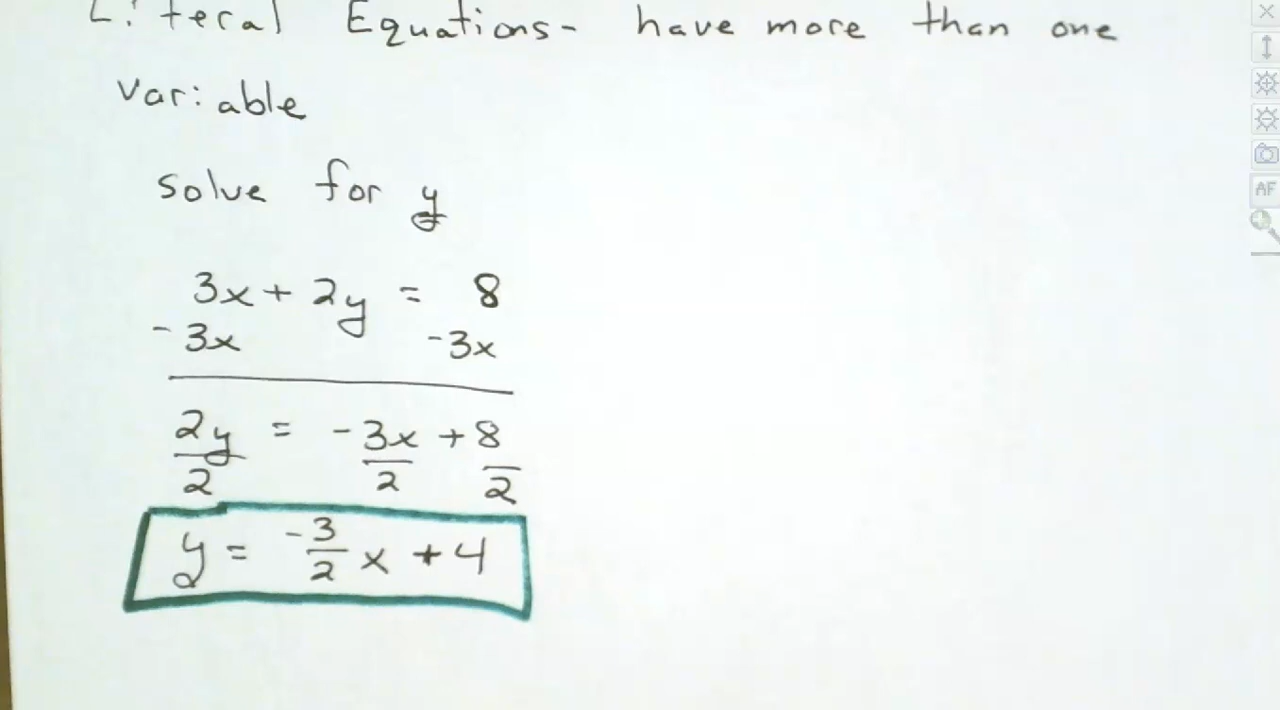 Literal Equations- have more than one
variable
solve for y
3x + 2y = 8
-3x -3x
2y = -3x + 8
2 2 2
y = -3/2 x + 4
AF